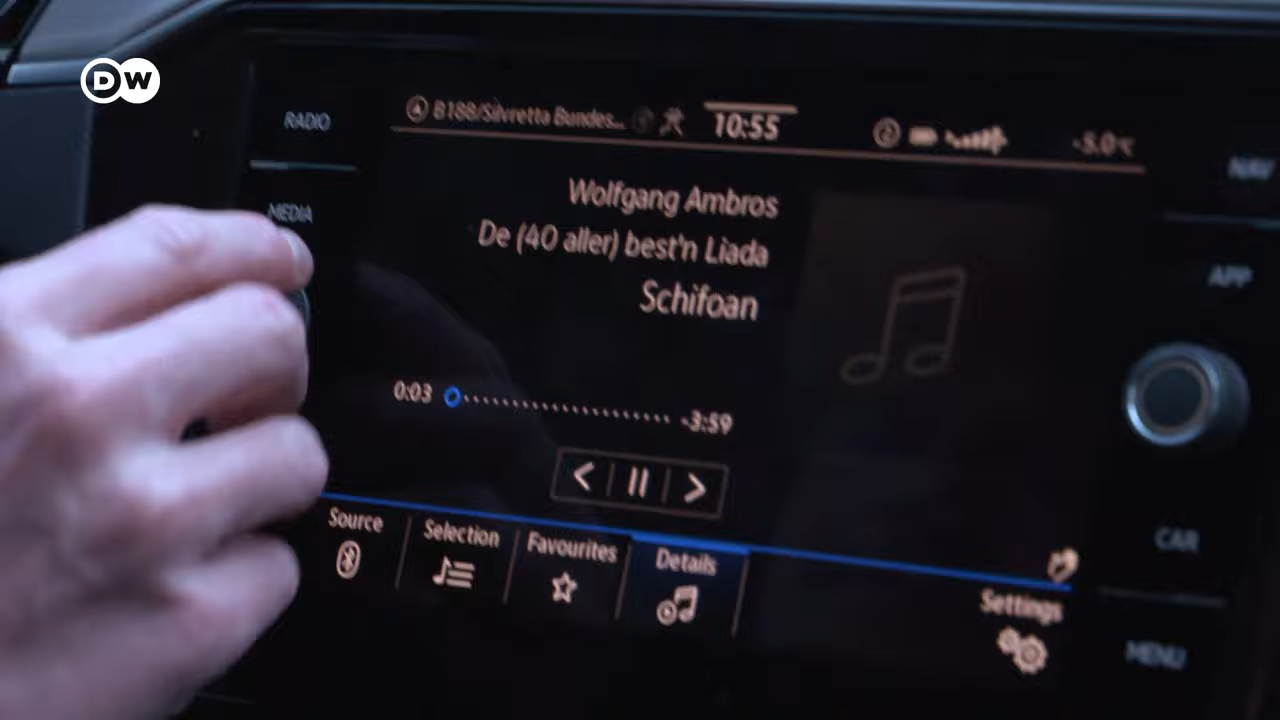 DW
RADIO
MEDIA
B188/Silvretta Bundes...
10:55
-5.0°C
Wolfgang Ambros
De (40 aller) best'n Liada
Schifoan
0:03
-3:59
Source
Selection
Favourites
Details
Settings
NAV
APP
CAR
MENU